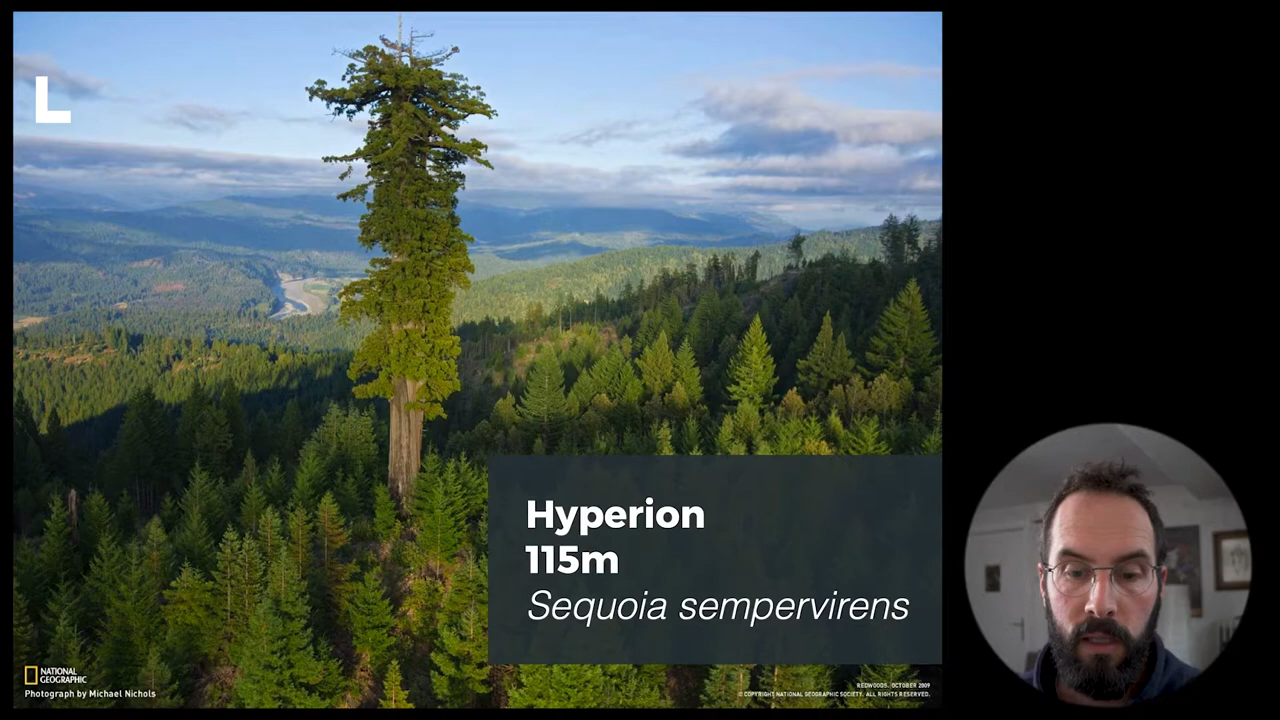 L
Hyperion
115m
Sequoia sempervirens
NATIONAL
GEOGRAPHIC
Photograph by Michael Nichols
REDWOODS, OCTOBER 2009
© COPYRIGHT NATIONAL GEOGRAPHIC SOCIETY. ALL RIGHTS RESERVED.